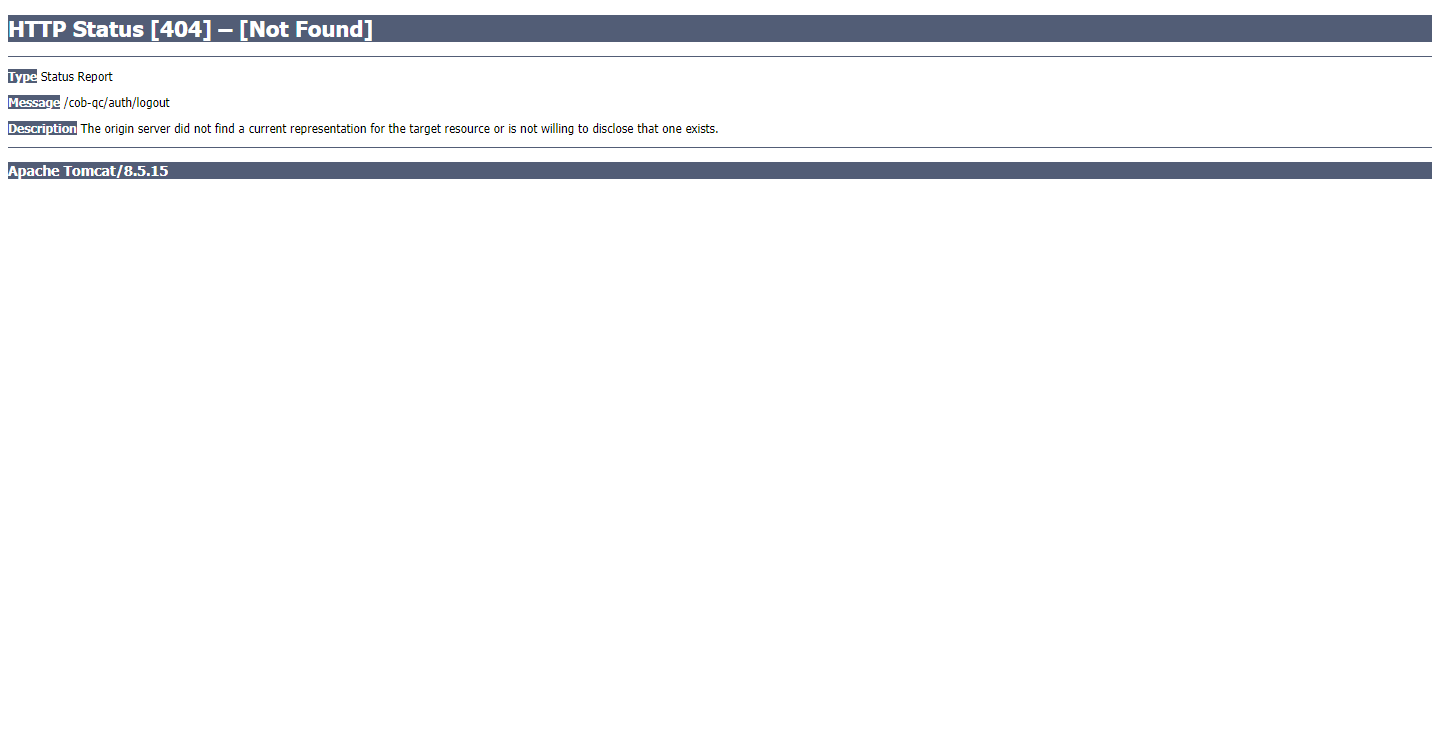 HTTP Status [404] – [Not Found]
Type Status Report
Message /cob-qc/auth/logout
Description The origin server did not find a current representation for the target resource or is not willing to disclose that one exists.
Apache Tomcat/8.5.15